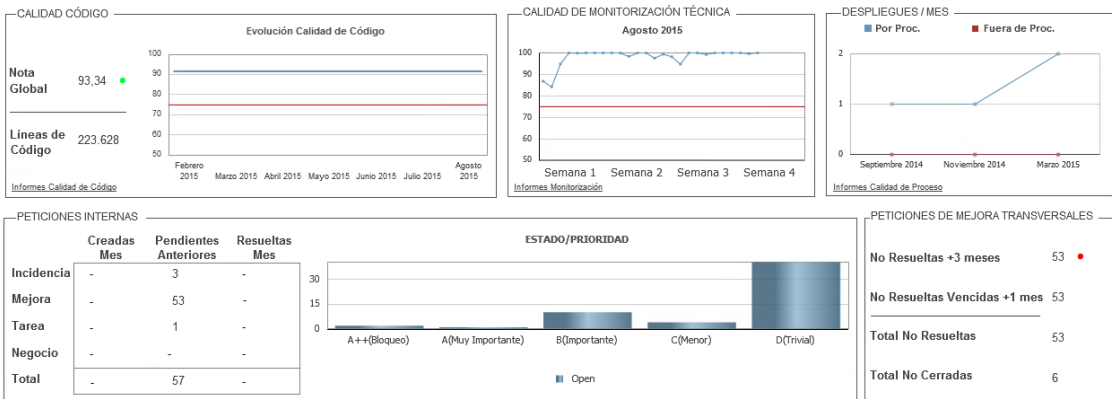 CALIDAD CÓDIGO
Evolución Calidad de Código
Nota Global
93,34
Líneas de Código
223.628
100
90
80
70
60
50
Febrero 2015
Marzo 2015
Abril 2015
Mayo 2015
Junio 2015
Julio 2015
Agosto 2015
Informes Calidad de Código
CALIDAD DE MONITORIZACIÓN TÉCNICA
Agosto 2015
100
90
80
70
60
50
Semana 1
Semana 2
Semana 3
Semana 4
Informes Monitorización
DESPLIEGUES / MES
Por Proc.
Fuera de Proc.
2
1
0
Septiembre 2014
Noviembre 2014
Marzo 2015
Informes Calidad de Proceso
PETICIONES INTERNAS
Creadas Mes
Pendientes Anteriores
Resueltas Mes
Incidencia - 3 -
Mejora - 53 -
Tarea - 1 -
Negocio - - -
Total - 57 -
ESTADO/PRIORIDAD
30
15
0
A++(Bloqueo)
A(Muy Importante)
B(Importante)
C(Menor)
D(Trivial)
Open
PETICIONES DE MEJORA TRANSVERSALES
No Resueltas +3 meses 53
No Resueltas Vencidas +1 mes 53
Total No Resueltas 53
Total No Cerradas 6